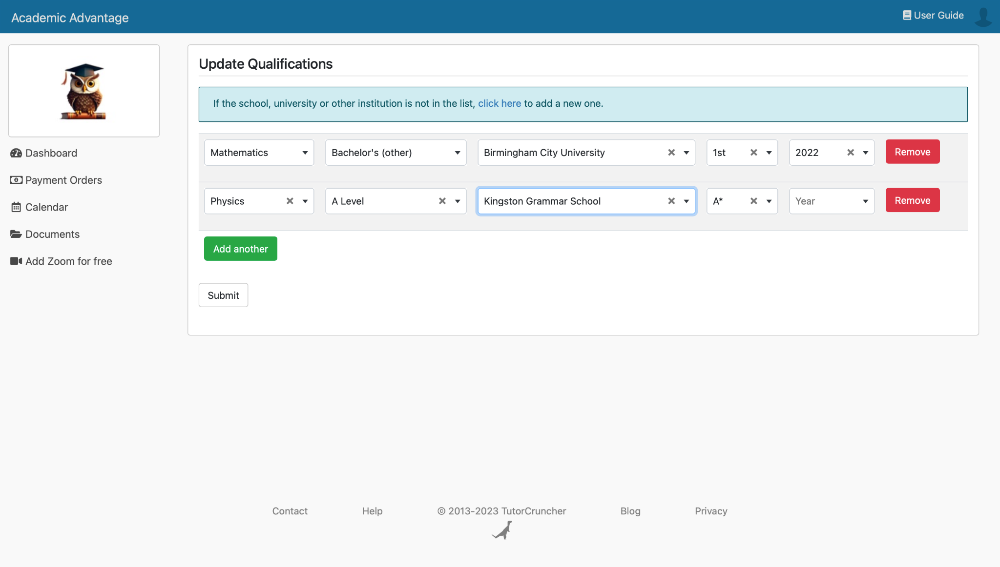 Academic Advantage
User Guide
Dashboard
Payment Orders
Calendar
Documents
Add Zoom for free
Update Qualifications
If the school, university or other institution is not in the list, click here to add a new one.
Mathematics Bachelor's (other) Birmingham City University 1st 2022 Remove
Physics A Level Kingston Grammar School A* Year Remove
Add another
Submit
Contact Help © 2013-2023 TutorCruncher Blog Privacy